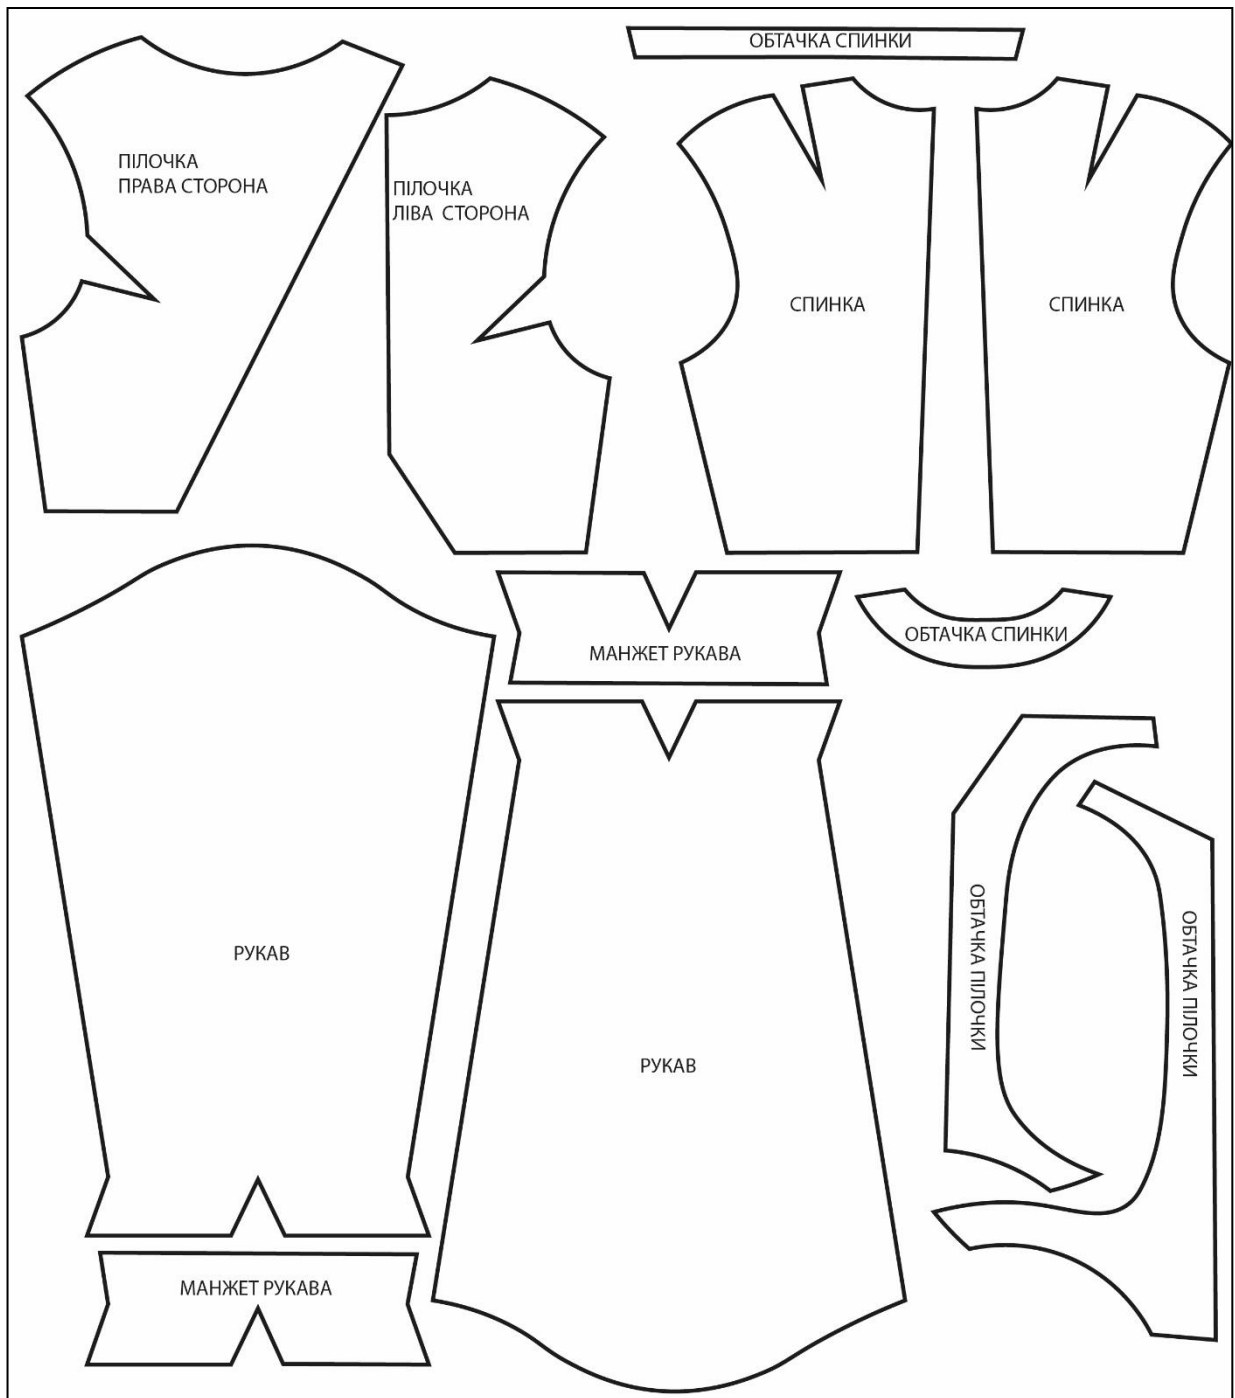 ОБТАЧКА СПИНКИ
ПІЛОЧКА
ПРАВА СТОРОНА
ПІЛОЧКА
ЛІВА СТОРОНА
СПИНКА
СПИНКА
МАНЖЕТ РУКАВА
ОБТАЧКА СПИНКИ
РУКАВ
РУКАВ
ОБТАЧКА ПІЛОЧКИ
ОБТАЧКА ПІЛОЧКИ
МАНЖЕТ РУКАВА